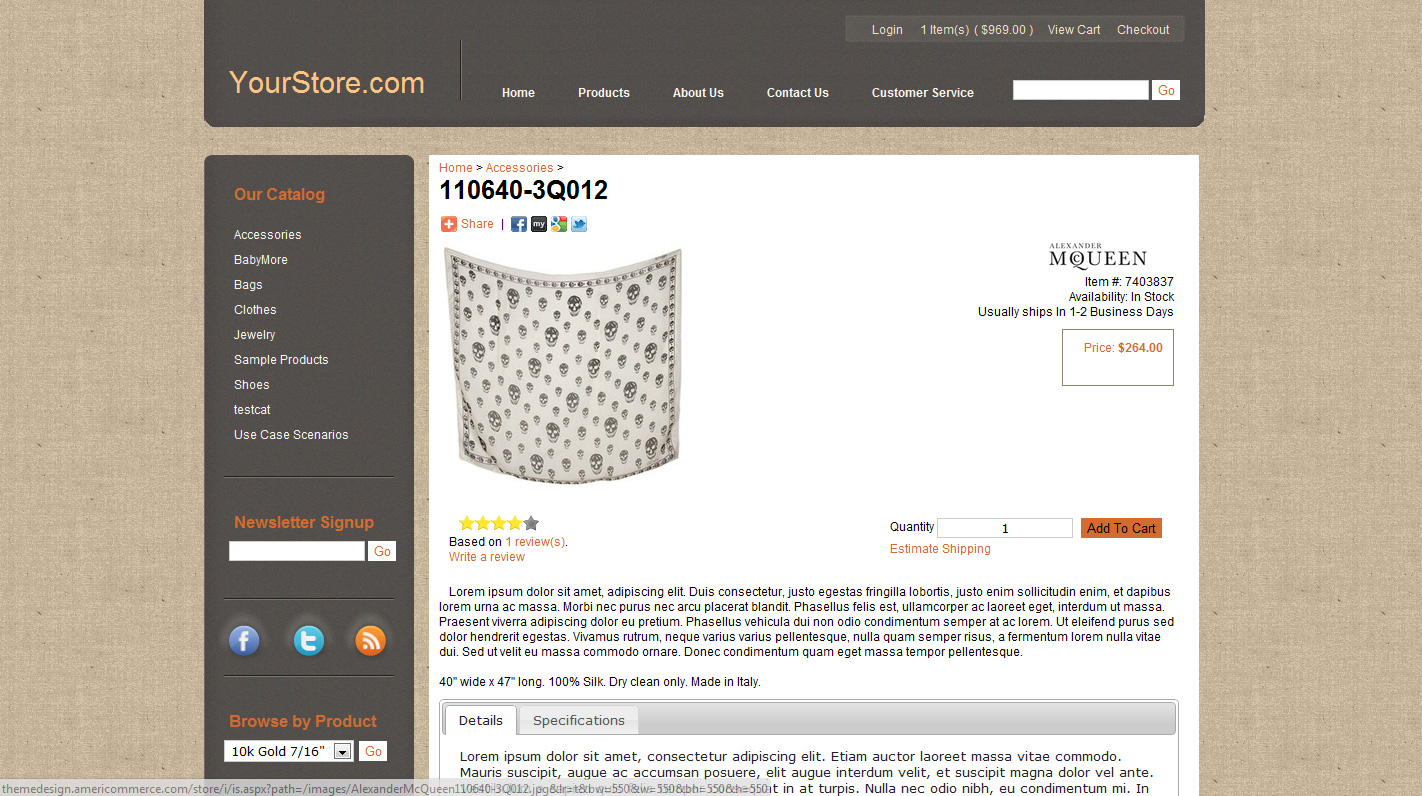 Login 1 Item(s) ( $969.00 ) View Cart Checkout
YourStore.com
Home Products About Us Contact Us Customer Service Go
Our Catalog
Accessories
BabyMore
Bags
Clothes
Jewelry
Sample Products
Shoes
testcat
Use Case Scenarios
Newsletter Signup
Go
Browse by Product
10k Gold 7/16" Go
Home > Accessories >
110640-3Q012
Share | my
ALEXANDER
McQUEEN
Item #: 7403837
Availability: In Stock
Usually ships In 1-2 Business Days
Price: $264.00
Based on 1 review(s).
Write a review
Quantity 1 Add To Cart
Estimate Shipping
Lorem ipsum dolor sit amet, adipiscing elit. Duis consectetur, justo egestas fringilla lobortis, justo enim sollicitudin enim, et dapibus
lorem urna ac massa. Morbi nec purus nec arcu placerat blandit. Phasellus felis est, ullamcorper ac laoreet eget, interdum ut massa.
Praesent viverra adipiscing dolor eu pretium. Phasellus vehicula dui non odio condimentum semper at ac lorem. Ut eleifend purus sed
dolor hendrerit egestas. Vivamus rutrum, neque varius varius pellentesque, nulla quam semper risus, a fermentum lorem nulla vitae
dui. Sed ut velit eu massa commodo ornare. Donec condimentum quam eget massa tempor pellentesque.
40" wide x 47" long. 100% Silk. Dry clean only. Made in Italy.
Details Specifications
Lorem ipsum dolor sit amet, consectetur adipiscing elit. Etiam auctor laoreet massa vitae commodo.
Mauris suscipit, augue ac accumsan posuere, elit augue interdum velit, et suscipit magna dolor vel ante.
at in at turpis. Nulla nec odio nibh, eu condimentum mi. In
themedesign.americommerce.com/store/i/is.aspx?path=/images/AlexanderMcQueen110640-3Q012.jpg&lr=t&bw=550&w=550&bh=550&h=550